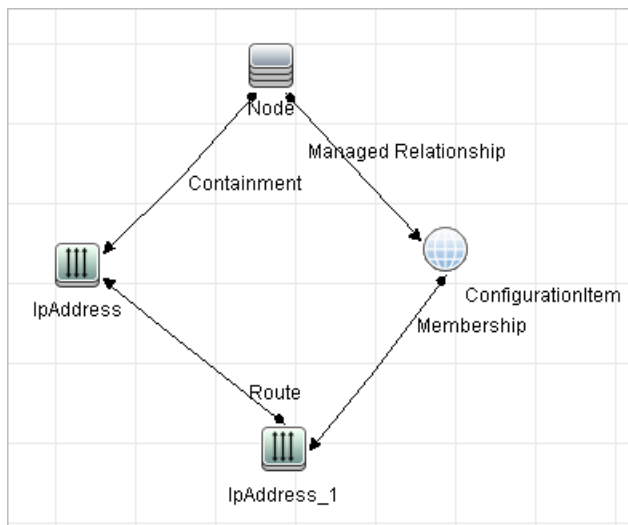 Node
Managed Relationship
Containment
ConfigurationItem
IpAddress
Membership
Route
IpAddress_1